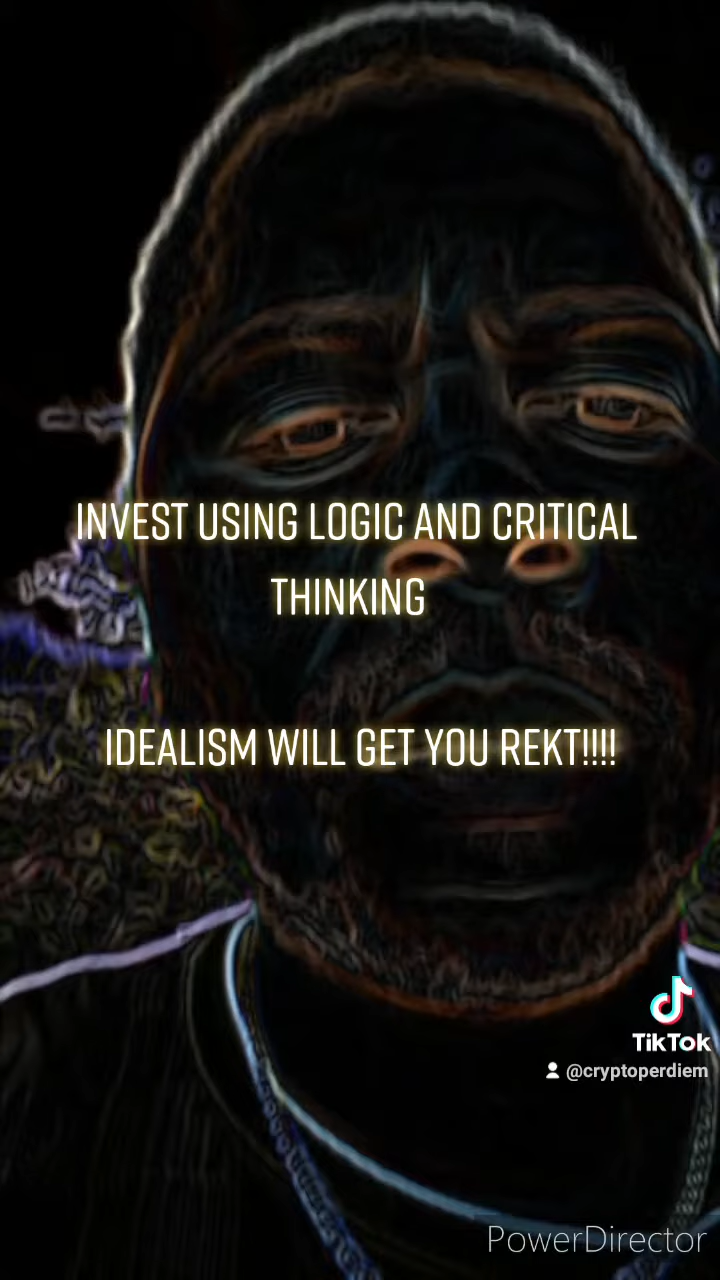 INVEST USING LOGIC AND CRITICAL
THINKING
IDEALISM WILL GET YOU REKT!!!!
TikTok
@cryptoperdiem
PowerDirector